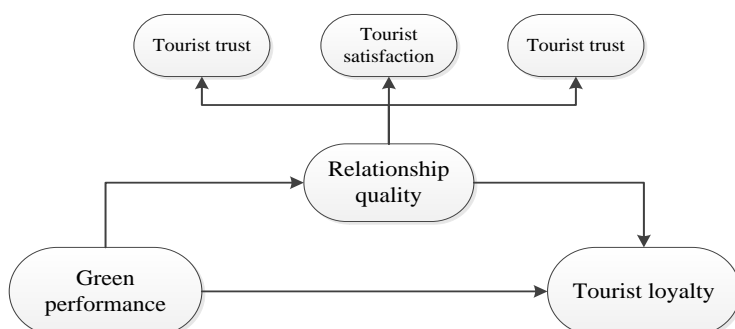 Tourist trust
Tourist
satisfaction
Tourist trust
Relationship
quality
Green
performance
Tourist loyalty